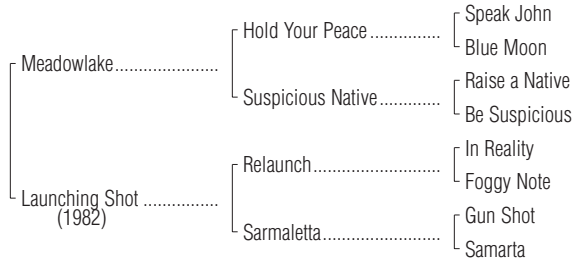 Speak John
Hold Your Peace ...............
Blue Moon
Meadowlake.....................
Raise a Native
Suspicious Native.............
Be Suspicious
In Reality
Relaunch..........................
Foggy Note
Launching Shot ...............
(1982)
Gun Shot
Sarmaletta........................
Samarta